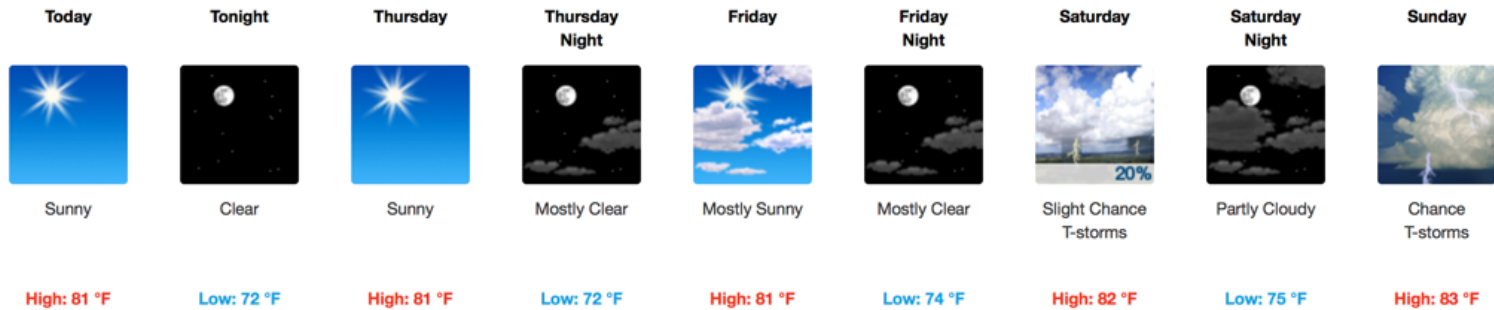 Today
Tonight
Thursday
Thursday
Night
Friday
Friday
Night
Saturday
Saturday
Night
Sunday
20%
Sunny
Clear
Sunny
Mostly Clear
Mostly Sunny
Mostly Clear
Slight Chance
T-storms
Partly Cloudy
Chance
T-storms
High: 81 °F
Low: 72 °F
High: 81 °F
Low: 72 °F
High: 81 °F
Low: 74 °F
High: 82 °F
Low: 75 °F
High: 83 °F